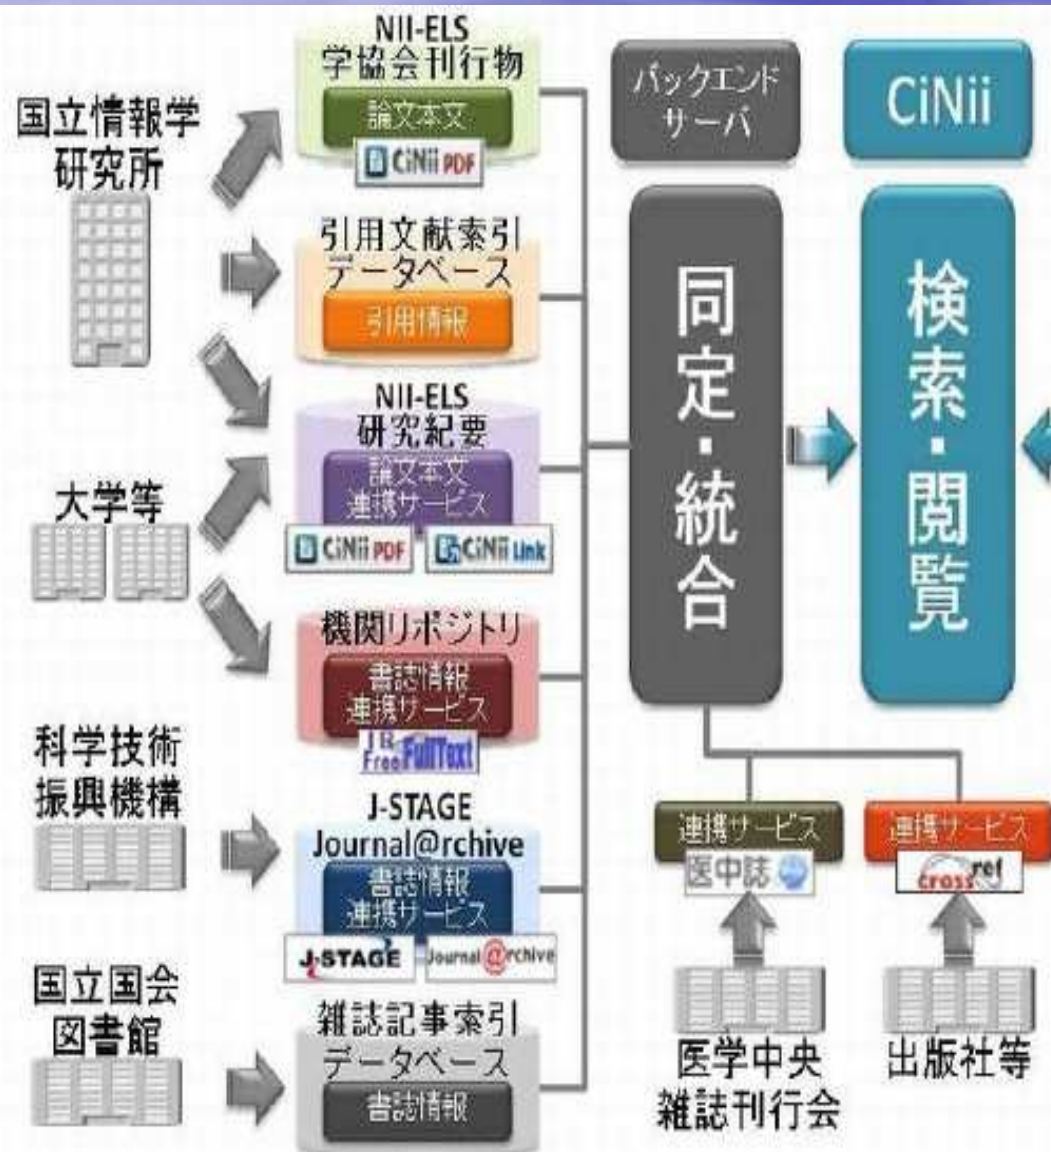 国立情報学
研究所
大学等
科学技術
振興機構
国立国会
図書館
NII-ELS
学協会刊行物
論文本文
CiNii PDF
引用文献索引
データベース
引用情報
NII-ELS
研究紀要
論文本文
連携サービス
CiNii PDF
CiNii Link
機関リポジトリ
書誌情報
連携サービス
JR
Free FullText
J-STAGE
Journal@rchive
書誌情報
連携サービス
J-STAGE
Journal@rchive
雑誌記事索引
データベース
書誌情報
バックエンド
サーバ
同定・統合
CiNii
検索・閲覧
連携サービス
医中誌
医学中央
雑誌刊行会
連携サービス
crossref
出版社等